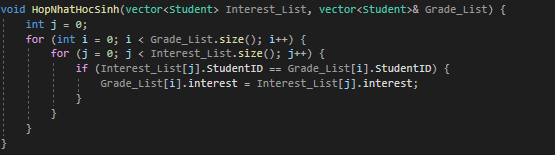 void HopNhatHocSinh(vector<Student> Interest_List, vector<Student>& Grade_List) {
    int j = 0;
    for (int i = 0; i < Grade_List.size(); i++) {
        for (j = 0; j < Interest_List.size(); j++) {
            if (Interest_List[j].StudentID == Grade_List[i].StudentID) {
                Grade_List[i].interest = Interest_List[j].interest;
            }
        }
    }
}